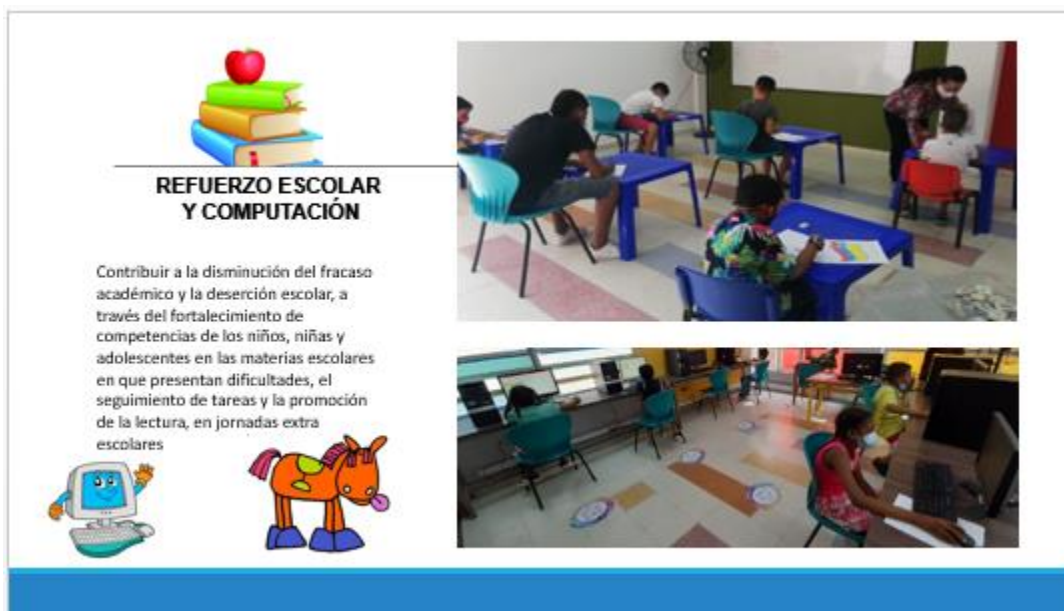 REFUERZO ESCOLAR
Y COMPUTACIÓN
Contribuir a la disminución del fracaso
académico y la deserción escolar, a
través del fortalecimiento de
competencias de los niños, niñas y
adolescentes en las materias escolares
en que presentan dificultades, el
seguimiento de tareas y la promoción
de la lectura, en jornadas extra
escolares